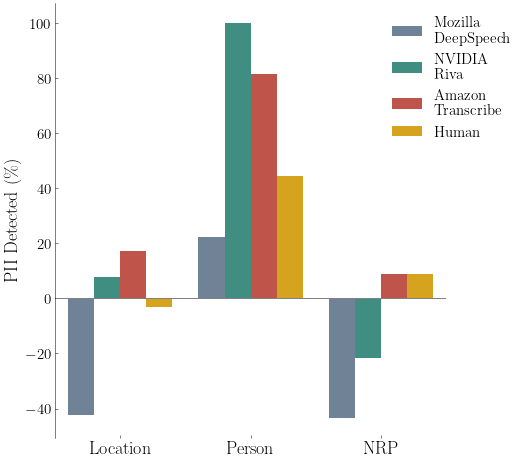 PII Detected (%)
100
80
60
40
20
0
−20
−40
Location
Person
NRP
Mozilla
DeepSpeech
NVIDIA
Riva
Amazon
Transcribe
Human